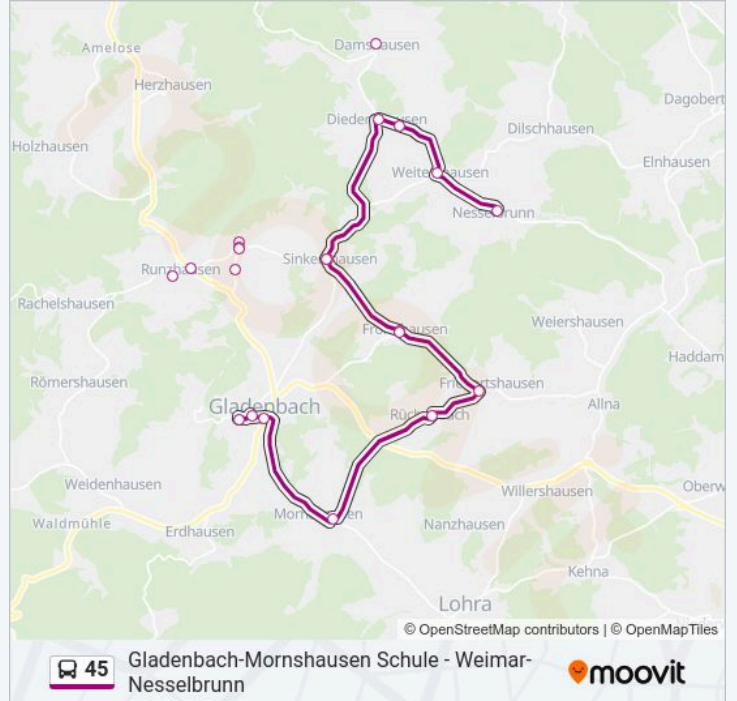 Damshausen
Amelose
Herzhausen
Dagobert
Diedenshausen
Dilschhausen
Holzhausen
Elnhausen
Weitershausen
Nesselbrunn
Sinkershausen
Runzhausen
Rachelshausen
Weiershausen
Fronhausen
Haddam
Römershausen
Friebertshausen
Allna
Gladenbach
Rüchenbach
Weidenhausen
Willershausen
Oberw
Mornshausen
Waldmühle
Erdhausen
Nanzhausen
Kehna
Lohra
© OpenStreetMap contributors | © OpenMapTiles
45
Gladenbach-Mornshausen Schule - Weimar-
Nesselbrunn
moovit